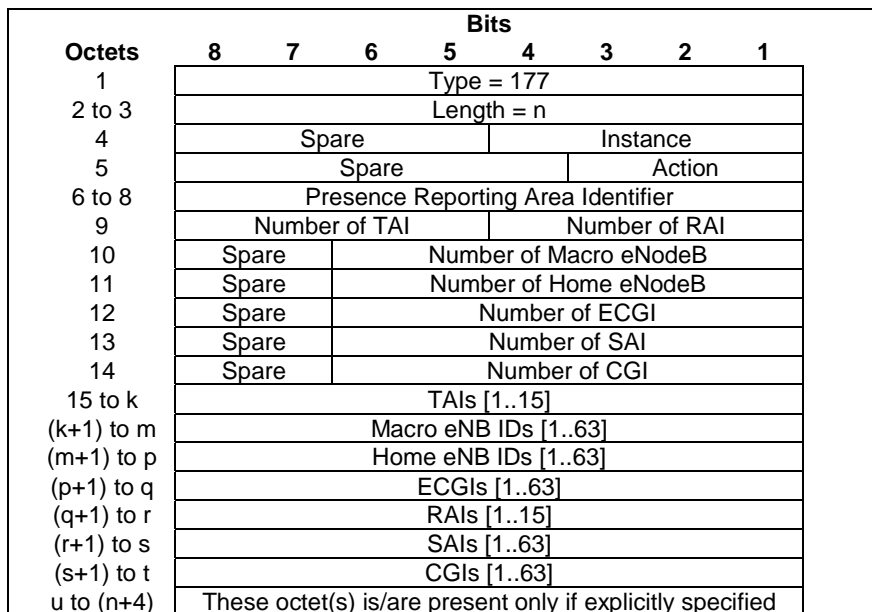 Bits
Octets 8 7 6 5 4 3 2 1
1 Type = 177
2 to 3 Length = n
4 Spare Instance
5 Spare Action
6 to 8 Presence Reporting Area Identifier
9 Number of TAI Number of RAI
10 Spare Number of Macro eNodeB
11 Spare Number of Home eNodeB
12 Spare Number of ECGI
13 Spare Number of SAI
14 Spare Number of CGI
15 to k TAIs [1..15]
(k+1) to m Macro eNB IDs [1..63]
(m+1) to p Home eNB IDs [1..63]
(p+1) to q ECGIs [1..63]
(q+1) to r RAIs [1..15]
(r+1) to s SAIs [1..63]
(s+1) to t CGIs [1..63]
u to (n+4) These octet(s) is/are present only if explicitly specified